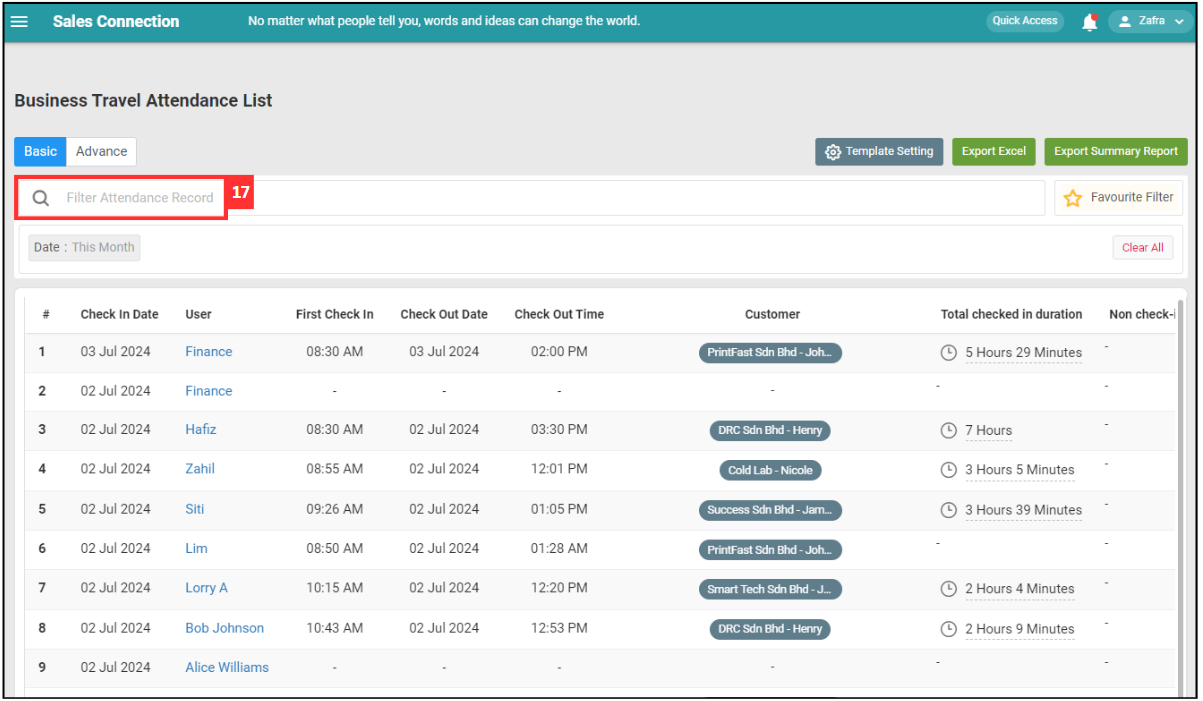 Sales Connection No matter what people tell you, words and ideas can change the world. Quick Access Zafra
Business Travel Attendance List
Basic Advance Template Setting Export Excel Export Summary Report
Filter Attendance Record 17 Favourite Filter
Date : This Month Clear All
# Check In Date User First Check In Check Out Date Check Out Time Customer Total checked in duration Non check-i
1 03 Jul 2024 Finance 08:30 AM 03 Jul 2024 02:00 PM PrintFast Sdn Bhd - Joh... 5 Hours 29 Minutes -
2 02 Jul 2024 Finance - - - - - -
3 02 Jul 2024 Hafiz 08:30 AM 02 Jul 2024 03:30 PM DRC Sdn Bhd - Henry 7 Hours -
4 02 Jul 2024 Zahil 08:55 AM 02 Jul 2024 12:01 PM Cold Lab - Nicole 3 Hours 5 Minutes -
5 02 Jul 2024 Siti 09:26 AM 02 Jul 2024 01:05 PM Success Sdn Bhd - Jam... 3 Hours 39 Minutes -
6 02 Jul 2024 Lim 08:50 AM 02 Jul 2024 01:28 AM PrintFast Sdn Bhd - Joh... - -
7 02 Jul 2024 Lorry A 10:15 AM 02 Jul 2024 12:20 PM Smart Tech Sdn Bhd - J... 2 Hours 4 Minutes -
8 02 Jul 2024 Bob Johnson 10:43 AM 02 Jul 2024 12:53 PM DRC Sdn Bhd - Henry 2 Hours 9 Minutes -
9 02 Jul 2024 Alice Williams - - - - - -